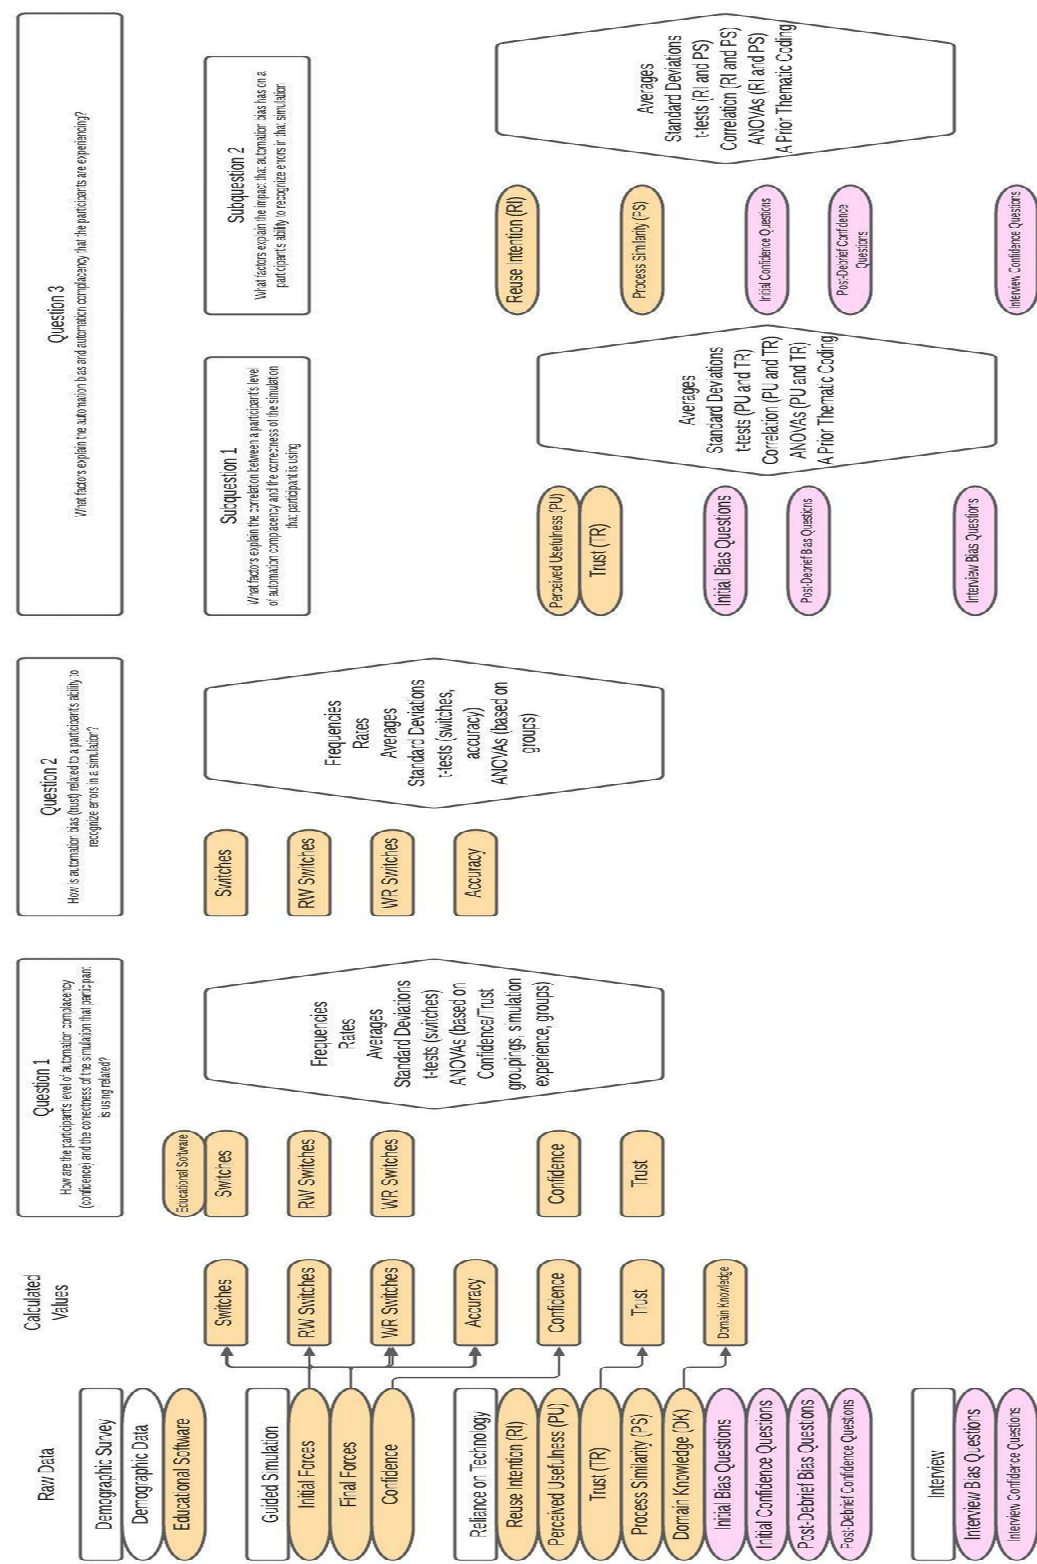 Raw Data
Demographic Survey
Demographic Data
Educational Software
Guided Simulation
Initial Forces
Final Forces
Confidence
Reliance on Technology
Reuse Intention (RI)
Perceived Usefulness (PU)
Trust (TR)
Process Similarity (PS)
Domain Knowledge (DK)
Initial Bias Questions
Initial Confidence Questions
Post-Debrief Bias Questions
Post-Debrief Confidence Questions
Interview
Interview Bias Questions
Interview Confidence Questions
Calculated
Values
Switches
RW Switches
WR Switches
Accuracy
Confidence
Trust
Domain Knowledge
Question 1
How are the participant's level of automation complacency
(confidence) and the correctness of the simulation that participant
is using related?
Educational Software
Switches
RW Switches
WR Switches
Confidence
Trust
Frequencies
Rates
Averages
Standard Deviations
t-tests (switches)
ANOVAs (based on
Confidence/Trust
groupings, simulation
experience, groups)
Question 2
How is automation bias (trust) related to a participant's ability to
recognize errors in a simulation?
Switches
RW Switches
WR Switches
Accuracy
Frequencies
Rates
Averages
Standard Deviations
t-tests (switches,
accuracy)
ANOVAs (based on
groups)
Question 3
What factors explain the automation bias and automation complacency that the participants are experiencing?
Subquestion 1
What factors explain the correlation between a participant's level
of automation complacency and the correctness of the simulation
that participant is using
Perceived Usefulness (PU)
Trust (TR)
Initial Bias Questions
Post-Debrief Bias Questions
Interview Bias Questions
Averages
Standard Deviations
t-tests (PU and TR)
Correlation (PU and TR)
ANOVAs (PU and TR)
A Prior Thematic Coding
Subquestion 2
What factors explain the impact that automation bias has on a
participant's ability to recognize errors in that simulation
Reuse Intention (RI)
Process Similarity (PS)
Initial Confidence Questions
Post-Debrief Confidence
Questions
Interview Confidence Questions
Averages
Standard Deviations
t-tests (RI and PS)
Correlation (RI and PS)
ANOVAs (RI and PS)
A Prior Thematic Coding